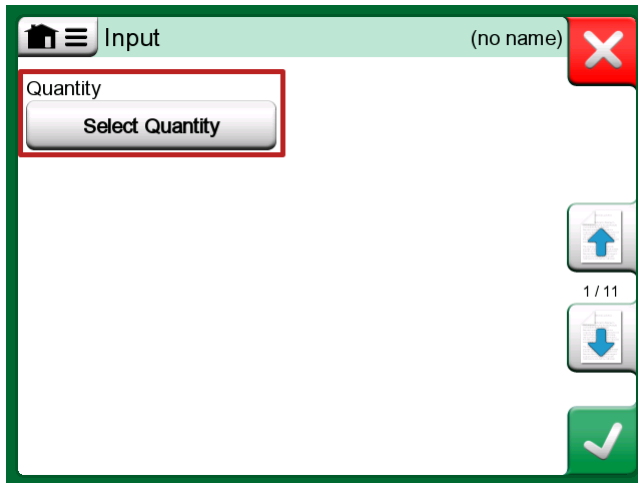 Input
(no name)
Quantity
Select Quantity
1 / 11